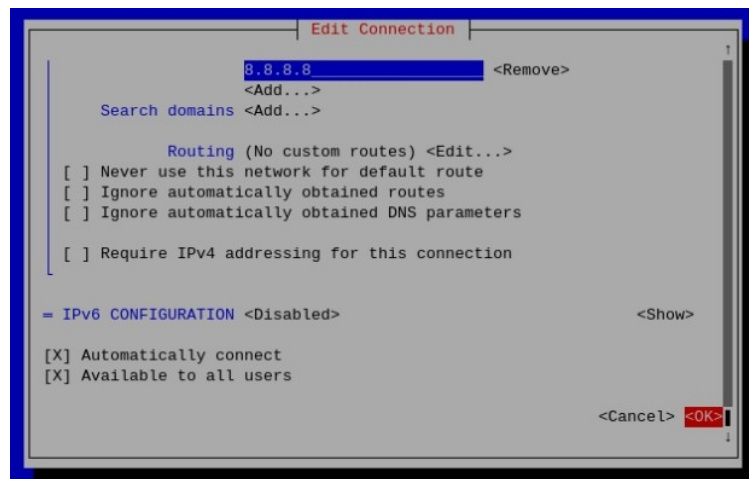 Edit Connection
8.8.8.8 <Remove>
<Add...>
Search domains <Add...>
Routing (No custom routes) <Edit...>
[ ] Never use this network for default route
[ ] Ignore automatically obtained routes
[ ] Ignore automatically obtained DNS parameters
[ ] Require IPv4 addressing for this connection
= IPv6 CONFIGURATION <Disabled> <Show>
[X] Automatically connect
[X] Available to all users
<Cancel> <OK>